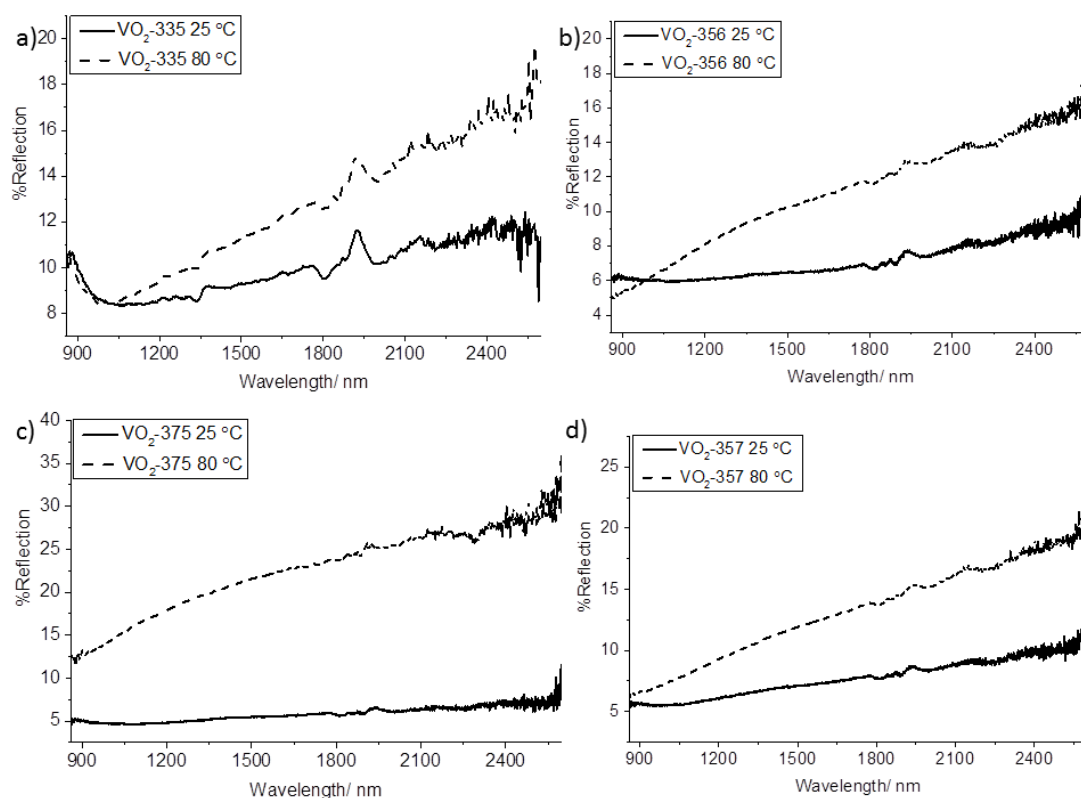 a)
VO₂-335 25 °C
VO₂-335 80 °C
20
18
16
14
12
10
8
%Reflection
900 1200 1500 1800 2100 2400
Wavelength/ nm
b)
VO₂-356 25 °C
VO₂-356 80 °C
20
18
16
14
12
10
8
6
4
%Reflection
900 1200 1500 1800 2100 2400
Wavelength/ nm
c)
VO₂-375 25 °C
VO₂-375 80 °C
40
35
30
25
20
15
10
5
%Reflection
900 1200 1500 1800 2100 2400
Wavelength/ nm
d)
VO₂-357 25 °C
VO₂-357 80 °C
25
20
15
10
5
%Reflection
900 1200 1500 1800 2100 2400
Wavelength/ nm